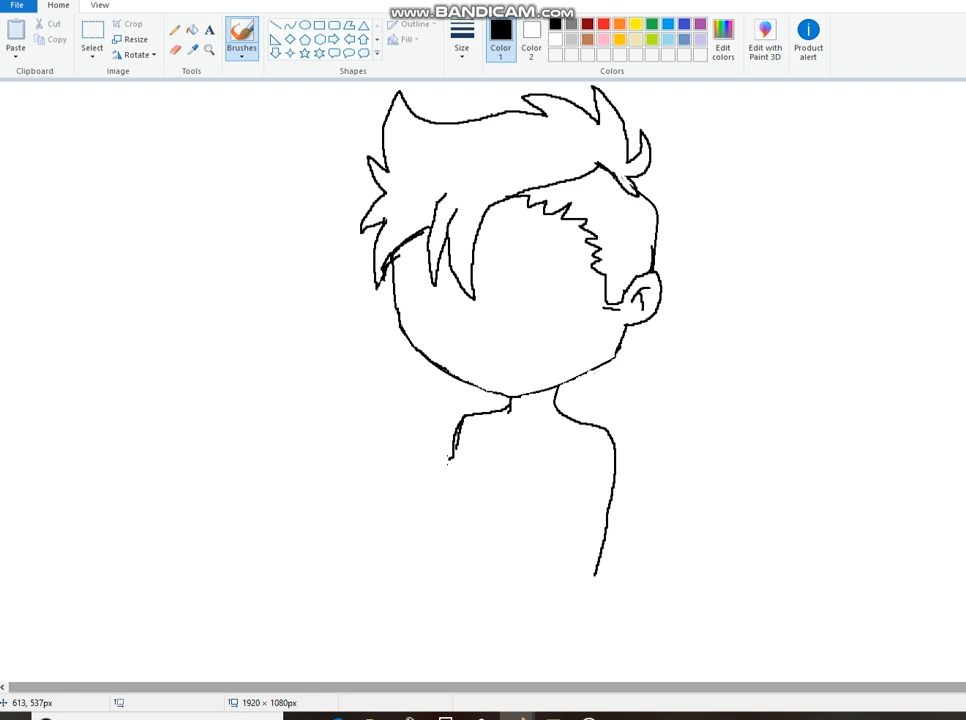 www.BANDICAM.com
File Home View
Cut
Copy
Paste
Clipboard
Select
Crop
Resize
Rotate
Image
Tools
Brushes
Outline
Fill
Shapes
Size
Color
1
Color
2
Edit
colors
Colors
Edit with
Paint 3D
Product
alert
613, 537px
1920 × 1080px